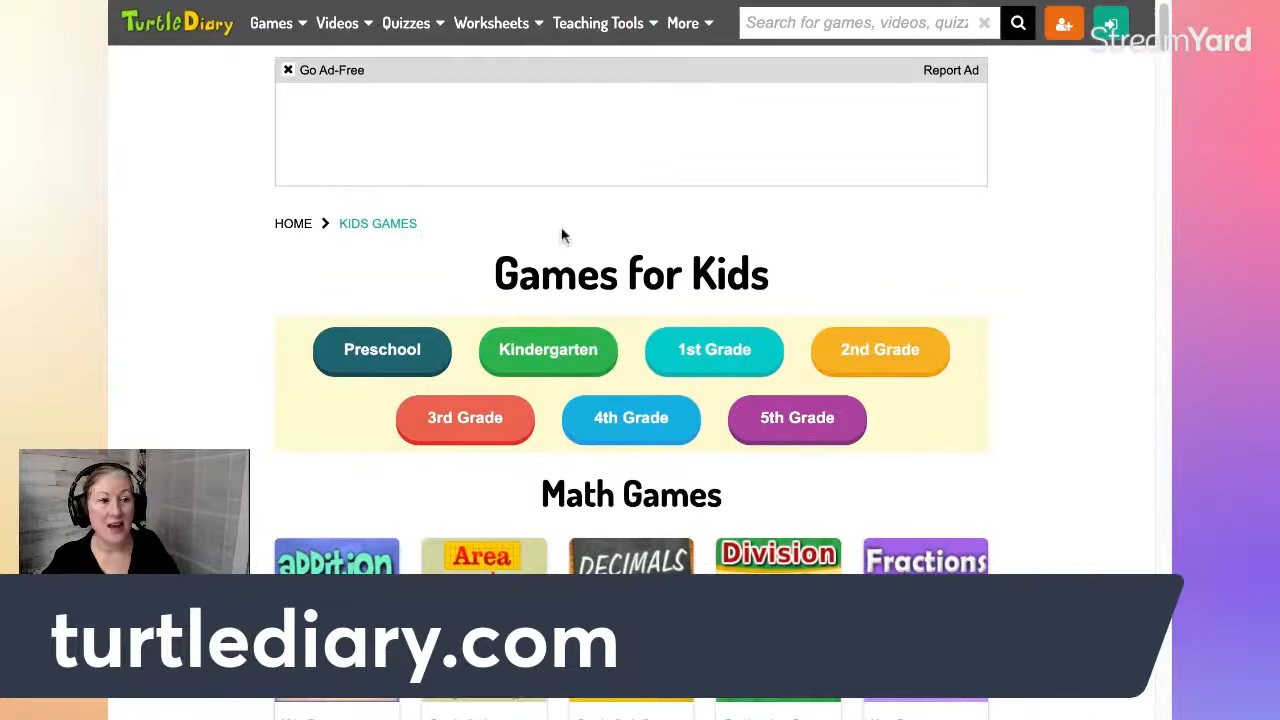 TurtleDiary Games Videos Quizzes Worksheets Teaching Tools More Search for games, videos, quizz
StreamYard
Go Ad-Free Report Ad
HOME KIDS GAMES
Games for Kids
Preschool Kindergarten 1st Grade 2nd Grade
3rd Grade 4th Grade 5th Grade
Math Games
addition Area DECIMALS Division Fractions
turtlediary.com